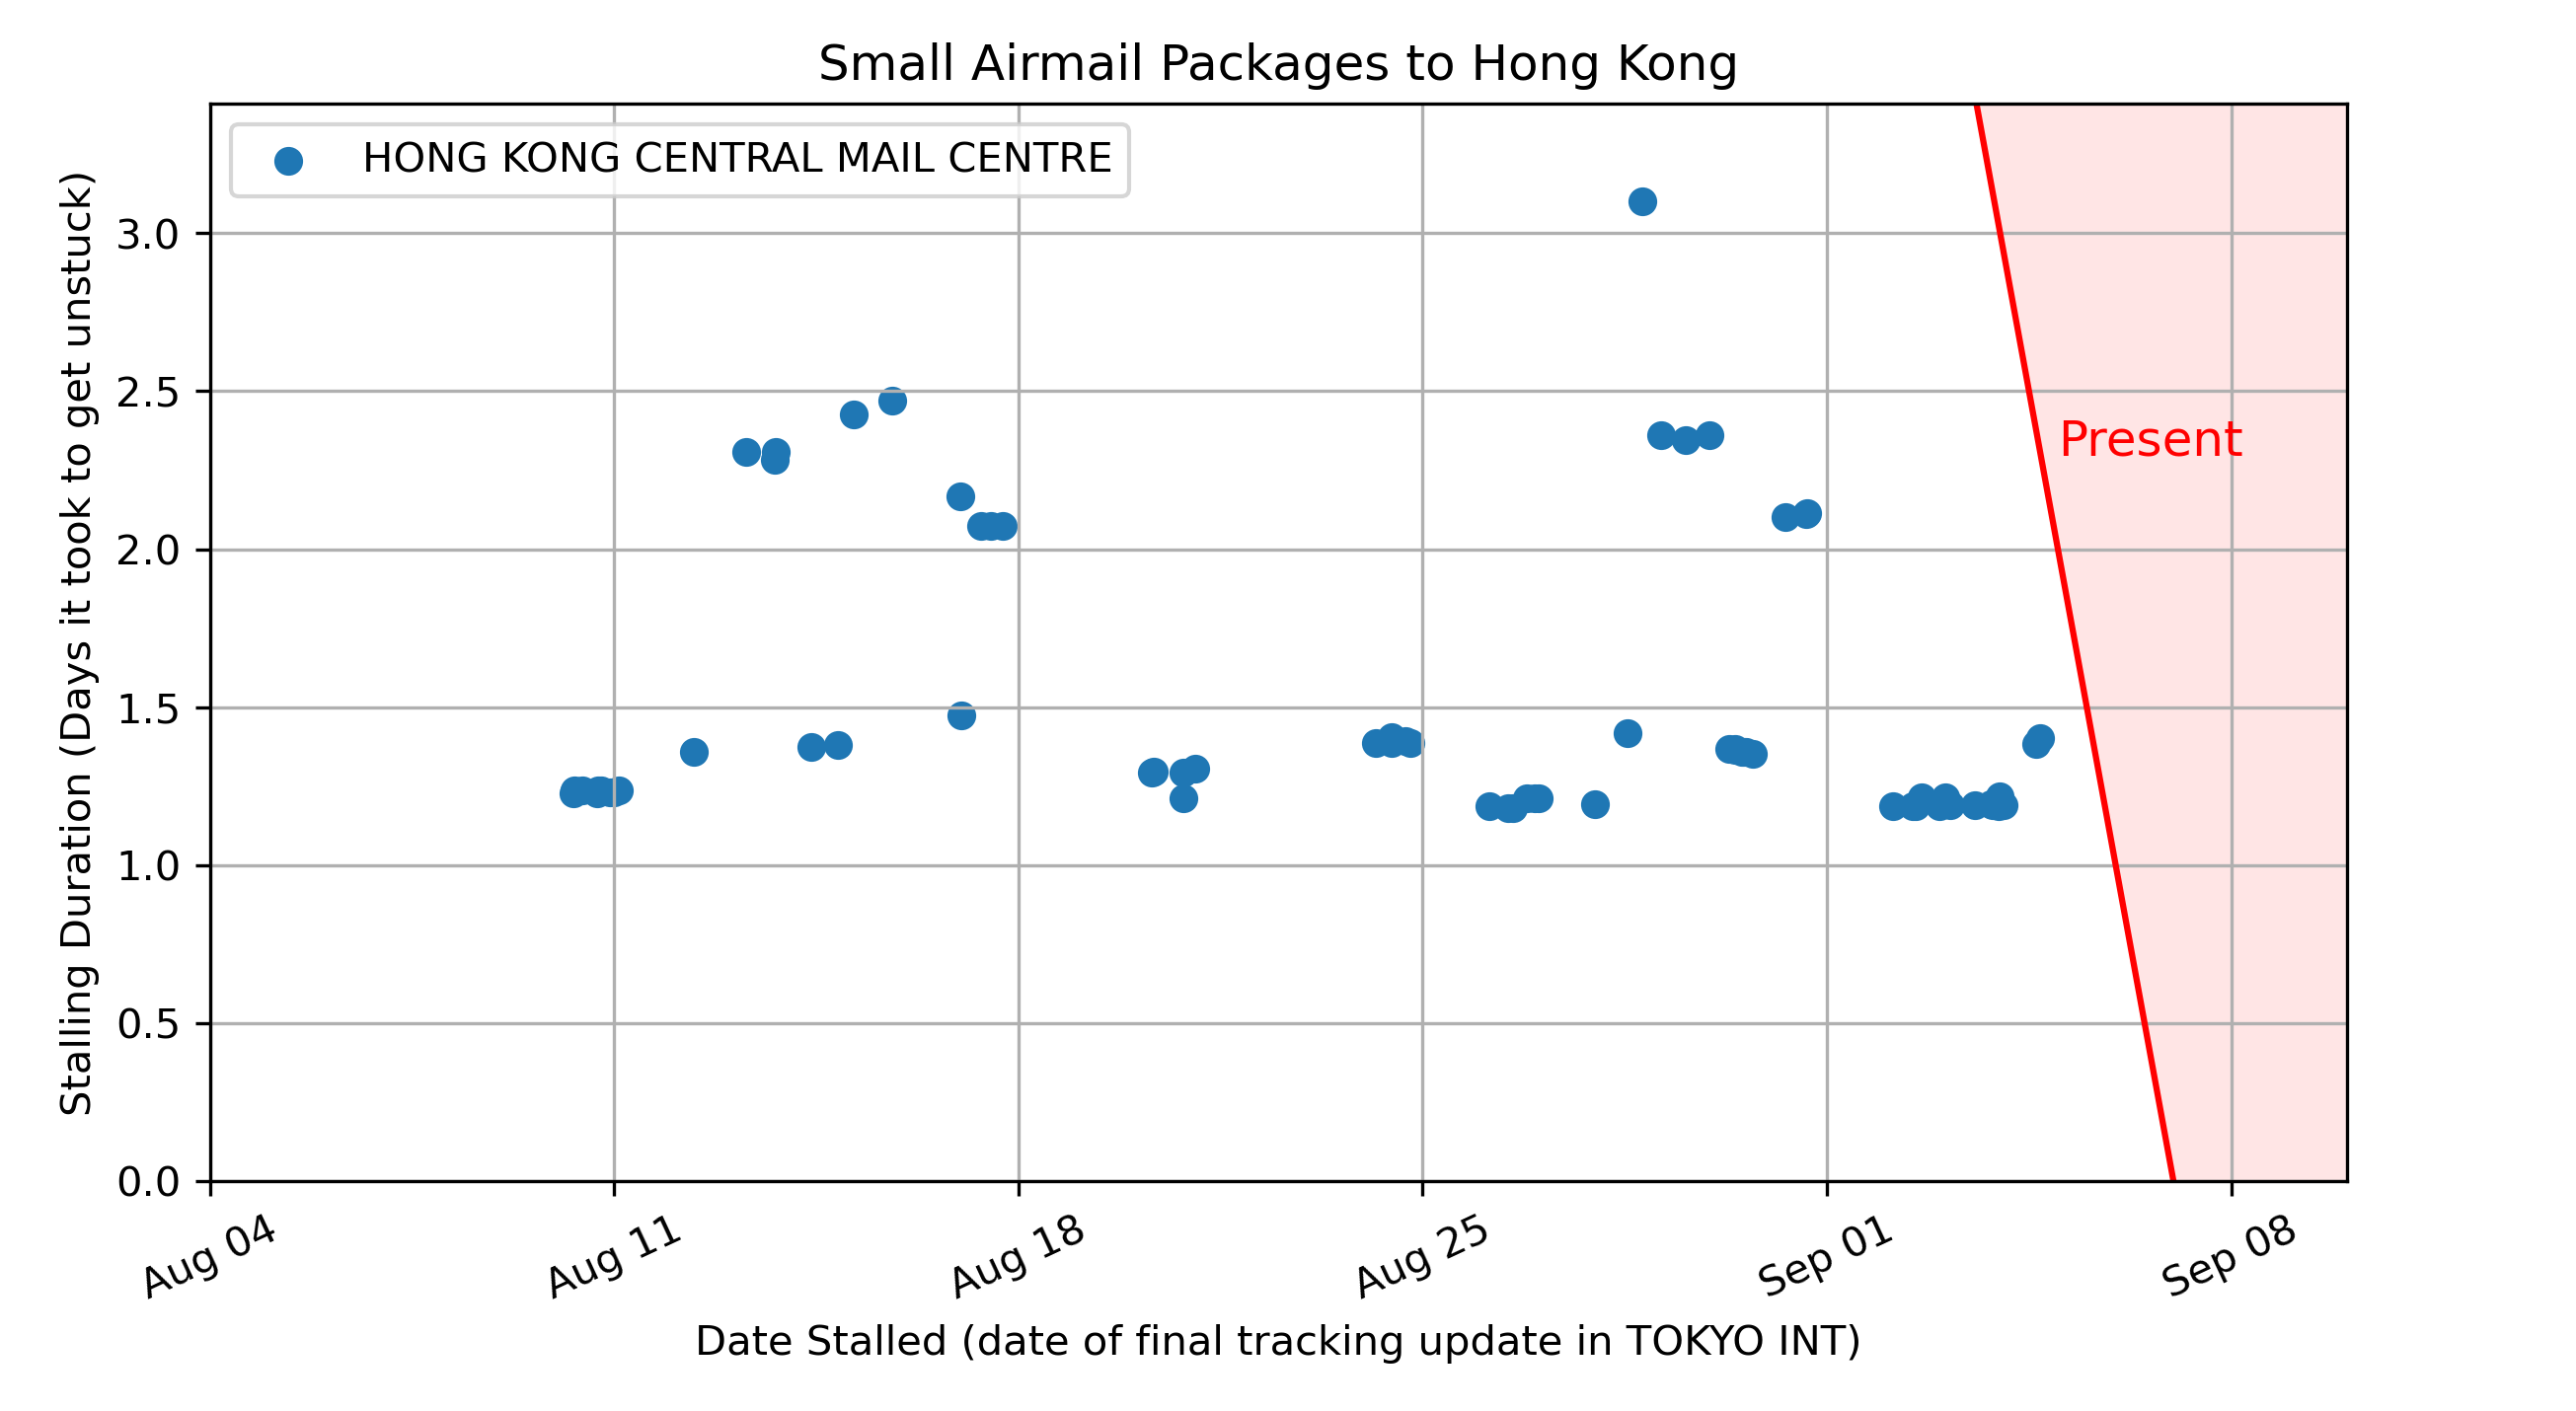 Small Airmail Packages to Hong Kong
HONG KONG CENTRAL MAIL CENTRE
Stalling Duration (Days it took to get unstuck)
3.0
2.5
2.0
1.5
1.0
0.5
0.0
Present
Aug 04
Aug 11
Aug 18
Aug 25
Sep 01
Sep 08
Date Stalled (date of final tracking update in TOKYO INT)